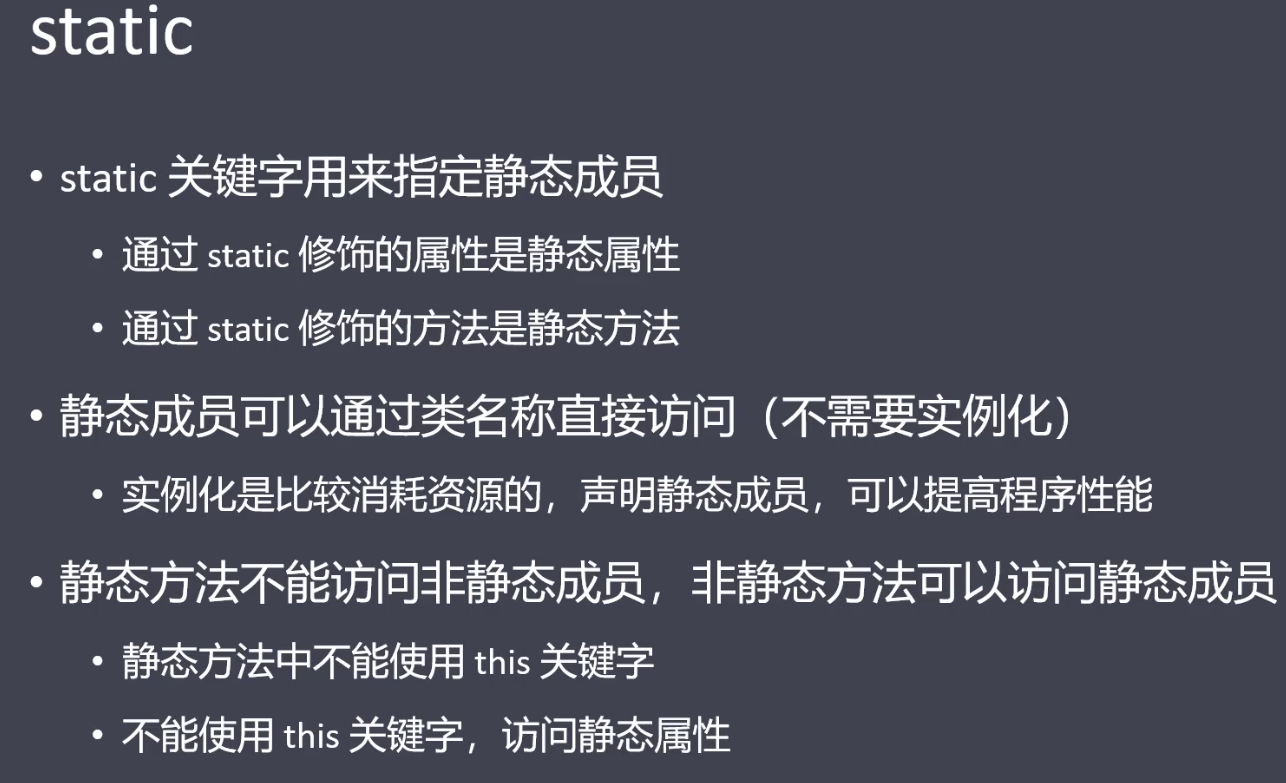 static
• static 关键字用来指定静态成员
• 通过 static 修饰的属性是静态属性
• 通过 static 修饰的方法是静态方法
• 静态成员可以通过类名称直接访问（不需要实例化）
• 实例化是比较消耗资源的，声明静态成员，可以提高程序性能
• 静态方法不能访问非静态成员，非静态方法可以访问静态成员
• 静态方法中不能使用 this 关键字
• 不能使用 this 关键字，访问静态属性